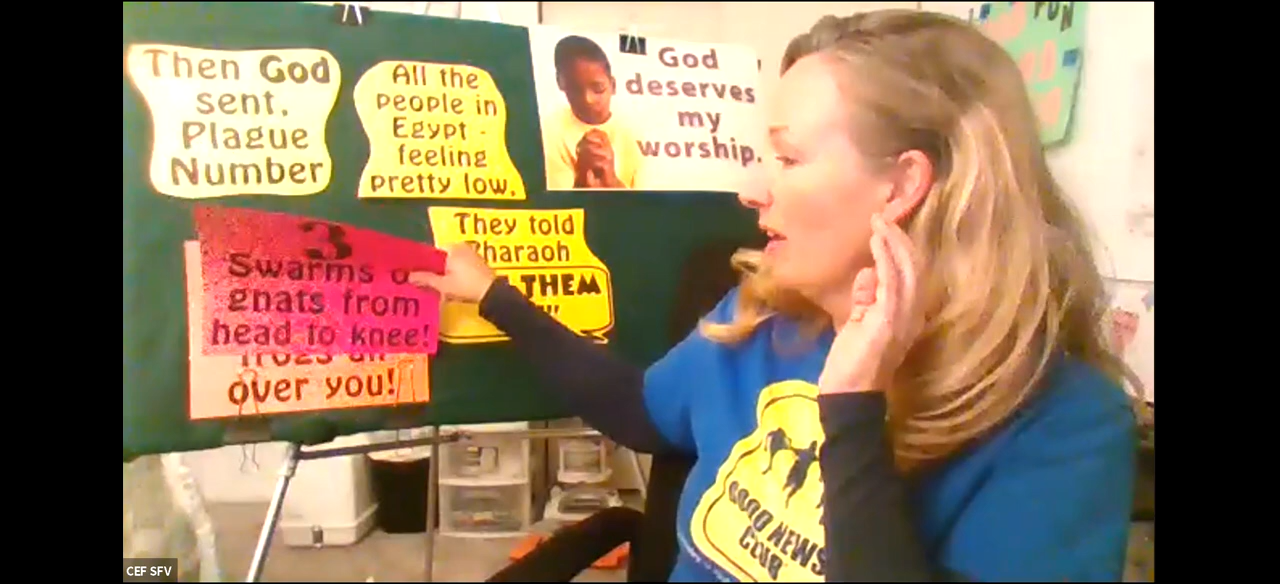 Then God
sent,
Plague
Number
All the
people in
Egypt -
feeling
pretty low,
God
deserves
my
worship.
3
Swarms
gnats from
head to knee!
over you!
They told
Pharaoh
THEM
FUN
GOOD NEWS
CLUB
CEF SFV